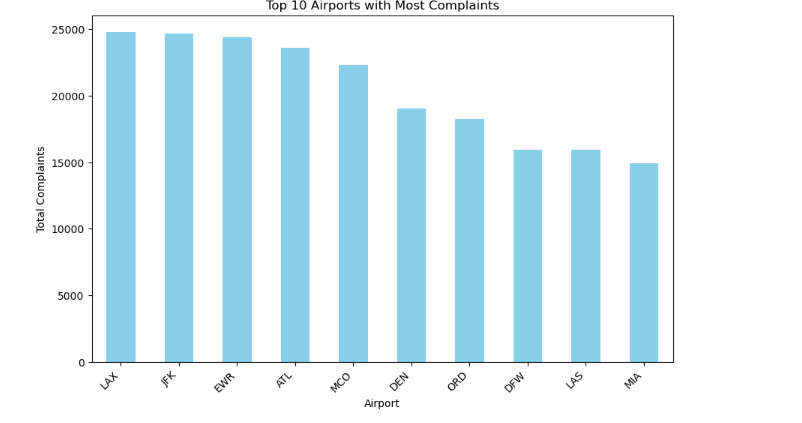 Top 10 Airports with Most Complaints
25000
20000
15000
10000
5000
0
Total Complaints
LAX JFK EWR ATL MCO DEN ORD DFW LAS MIA
Airport